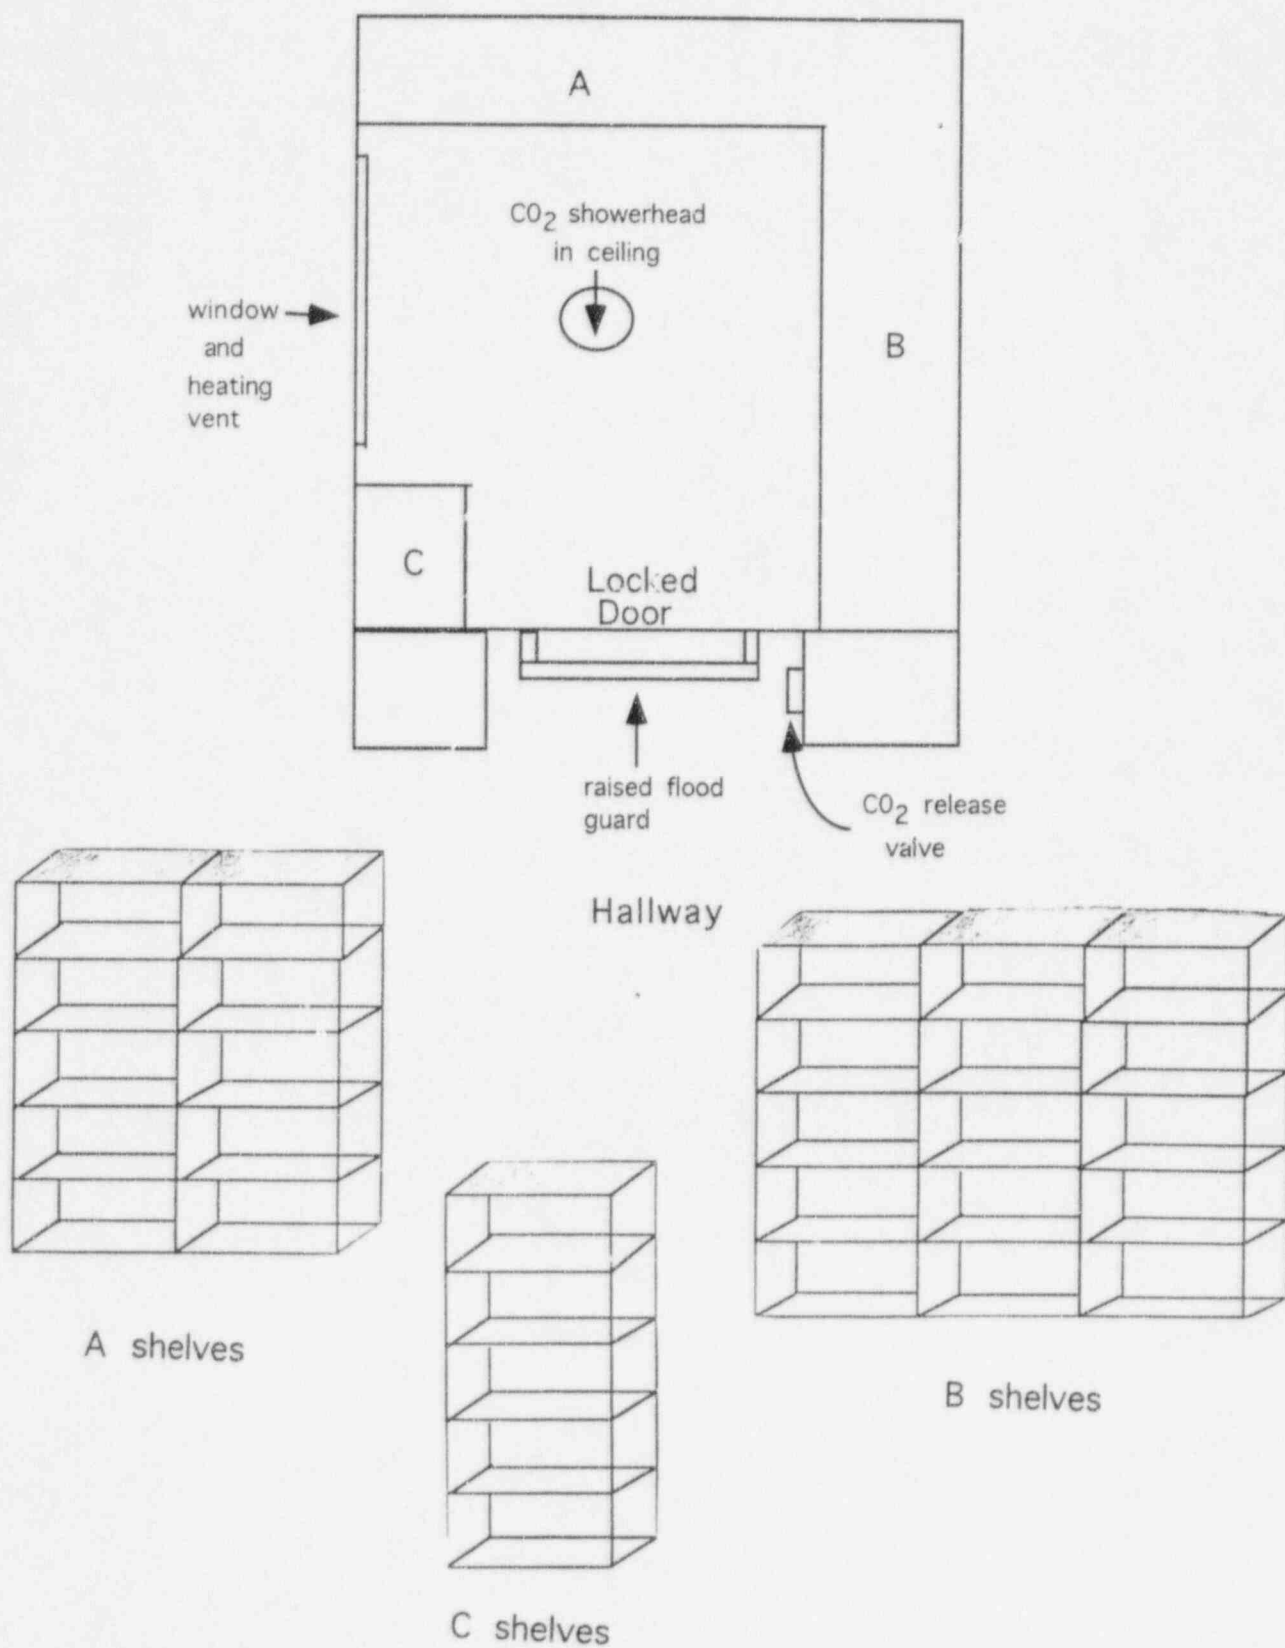 A
CO2 showerhead
in ceiling
window
and
heating
vent
B
C
Locked
Door
raised flood
guard
CO2 release
valve
Hallway
A shelves
B shelves
C shelves